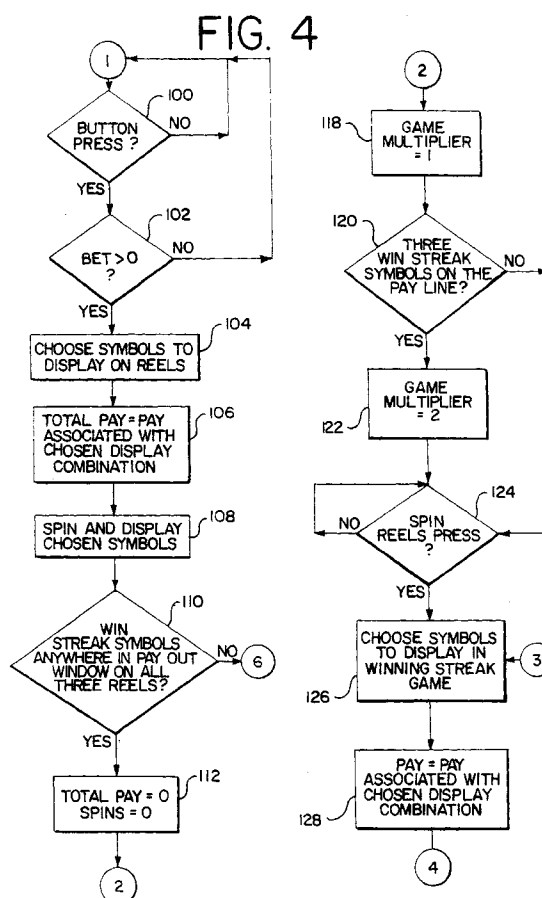 FIG. 4
1
100
BUTTON
PRESS ?
NO
YES
102
BET > 0
?
NO
YES
104
CHOOSE SYMBOLS TO
DISPLAY ON REELS
106
TOTAL PAY = PAY
ASSOCIATED WITH
CHOSEN DISPLAY
COMBINATION
108
SPIN AND DISPLAY
CHOSEN SYMBOLS
110
WIN
STREAK SYMBOLS
ANYWHERE IN PAY OUT
WINDOW ON ALL
THREE REELS?
NO
6
YES
112
TOTAL PAY = 0
SPINS = 0
2
2
118
GAME
MULTIPLIER
= 1
120
THREE
WIN STREAK
SYMBOLS ON THE
PAY LINE?
NO
YES
GAME
MULTIPLIER
= 2
122
124
SPIN
REELS PRESS
?
NO
YES
CHOOSE SYMBOLS
TO DISPLAY IN
WINNING STREAK
GAME
3
126
PAY = PAY
ASSOCIATED WITH
CHOSEN DISPLAY
COMBINATION
128
4